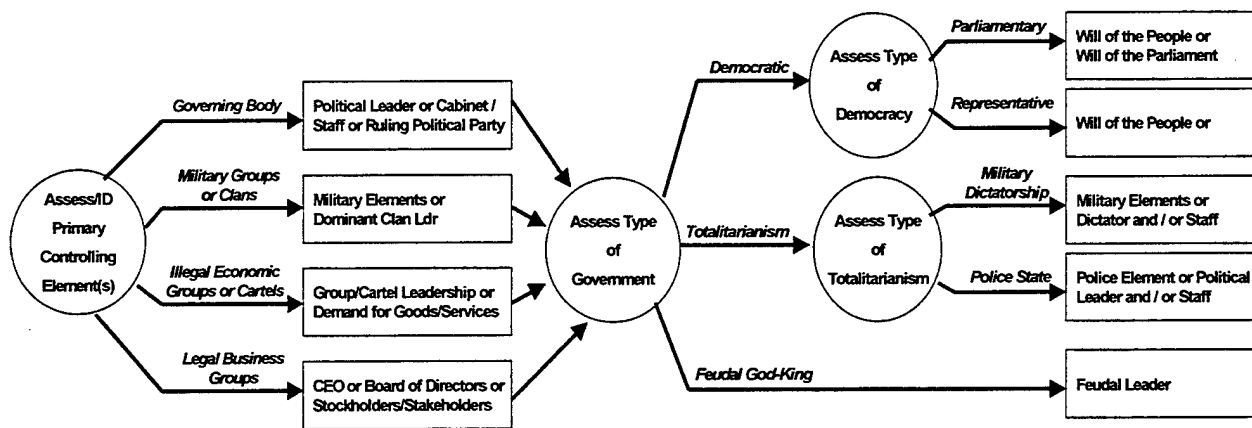 Assess/ID
Primary
Controlling
Element(s)
Governing Body
Military Groups
or Clans
Illegal Economic
Groups or Cartels
Legal Business
Groups
Political Leader or Cabinet /
Staff or Ruling Political Party
Military Elements or
Dominant Clan Ldr
Group/Cartel Leadership or
Demand for Goods/Services
CEO or Board of Directors or
Stockholders/Stakeholders
Assess Type
of
Government
Democratic
Totalitarianism
Feudal God-King
Assess Type
of
Democracy
Parliamentary
Representative
Will of the People or
Will of the Parliament
Will of the People or
Assess Type
of
Totalitarianism
Military
Dictatorship
Police State
Military Elements or
Dictator and / or Staff
Police Element or Political
Leader and / or Staff
Feudal Leader